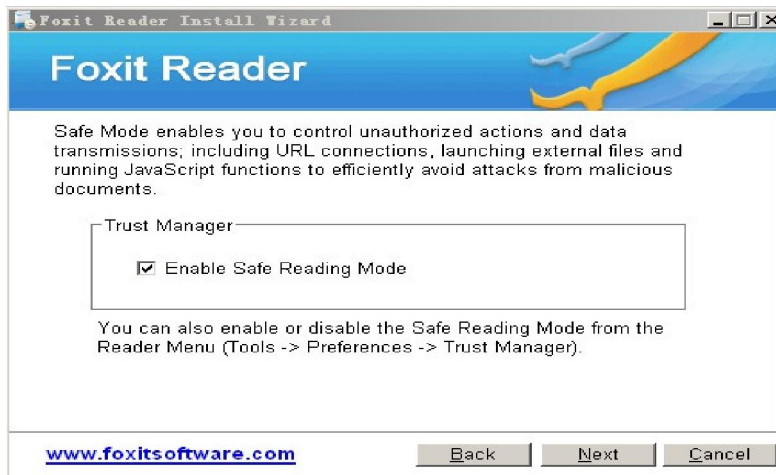 Foxit Reader Install Wizard
Foxit Reader
Safe Mode enables you to control unauthorized actions and data
transmissions; including URL connections, launching external files and
running JavaScript functions to efficiently avoid attacks from malicious
documents.
Trust Manager
Enable Safe Reading Mode
You can also enable or disable the Safe Reading Mode from the
Reader Menu (Tools -> Preferences -> Trust Manager).
www.foxitsoftware.com Back Next Cancel